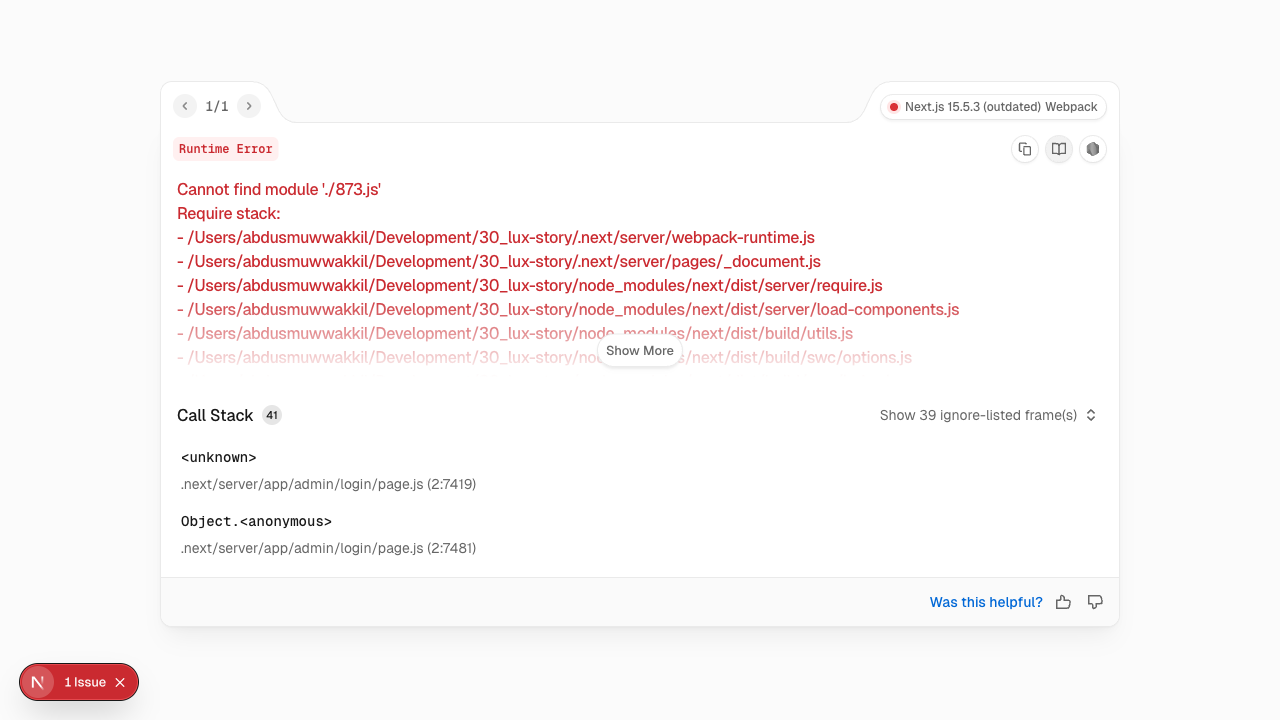 1/1
Next.js 15.5.3 (outdated) Webpack
Runtime Error
Cannot find module './873.js'
Require stack:
- /Users/abdusmuwwakkil/Development/30_lux-story/.next/server/webpack-runtime.js
- /Users/abdusmuwwakkil/Development/30_lux-story/.next/server/pages/_document.js
- /Users/abdusmuwwakkil/Development/30_lux-story/node_modules/next/dist/server/require.js
- /Users/abdusmuwwakkil/Development/30_lux-story/node_modules/next/dist/server/load-components.js
- /Users/abdusmuwwakkil/Development/30_lux-story/node_modules/next/dist/build/utils.js
- /Users/abdusmuwwakkil/Development/30_lux-story/node_modules/next/dist/build/swc/options.js
Show More
Call Stack 41
Show 39 ignore-listed frame(s)
<unknown>
.next/server/app/admin/login/page.js (2:7419)
Object.<anonymous>
.next/server/app/admin/login/page.js (2:7481)
Was this helpful?
1 Issue